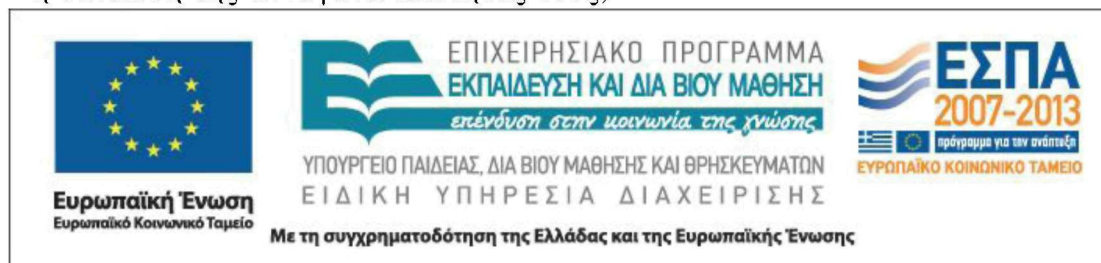 ΕΠΙΧΕΙΡΗΣΙΑΚΟ ΠΡΟΓΡΑΜΜΑ
ΕΚΠΑΙΔΕΥΣΗ ΚΑΙ ΔΙΑ ΒΙΟΥ ΜΑΘΗΣΗ
επένδυση στην κοινωνία της γνώσης
ΥΠΟΥΡΓΕΙΟ ΠΑΙΔΕΙΑΣ, ΔΙΑ ΒΙΟΥ ΜΑΘΗΣΗΣ ΚΑΙ ΘΡΗΣΚΕΥΜΑΤΩΝ
ΕΙΔΙΚΗ ΥΠΗΡΕΣΙΑ ΔΙΑΧΕΙΡΙΣΗΣ
ΕΣΠΑ
2007-2013
πρόγραμμα για την ανάπτυξη
ΕΥΡΩΠΑΪΚΟ ΚΟΙΝΩΝΙΚΟ ΤΑΜΕΙΟ
Ευρωπαϊκή Ένωση
Ευρωπαϊκό Κοινωνικό Ταμείο
Με τη συγχρηματοδότηση της Ελλάδας και της Ευρωπαϊκής Ένωσης